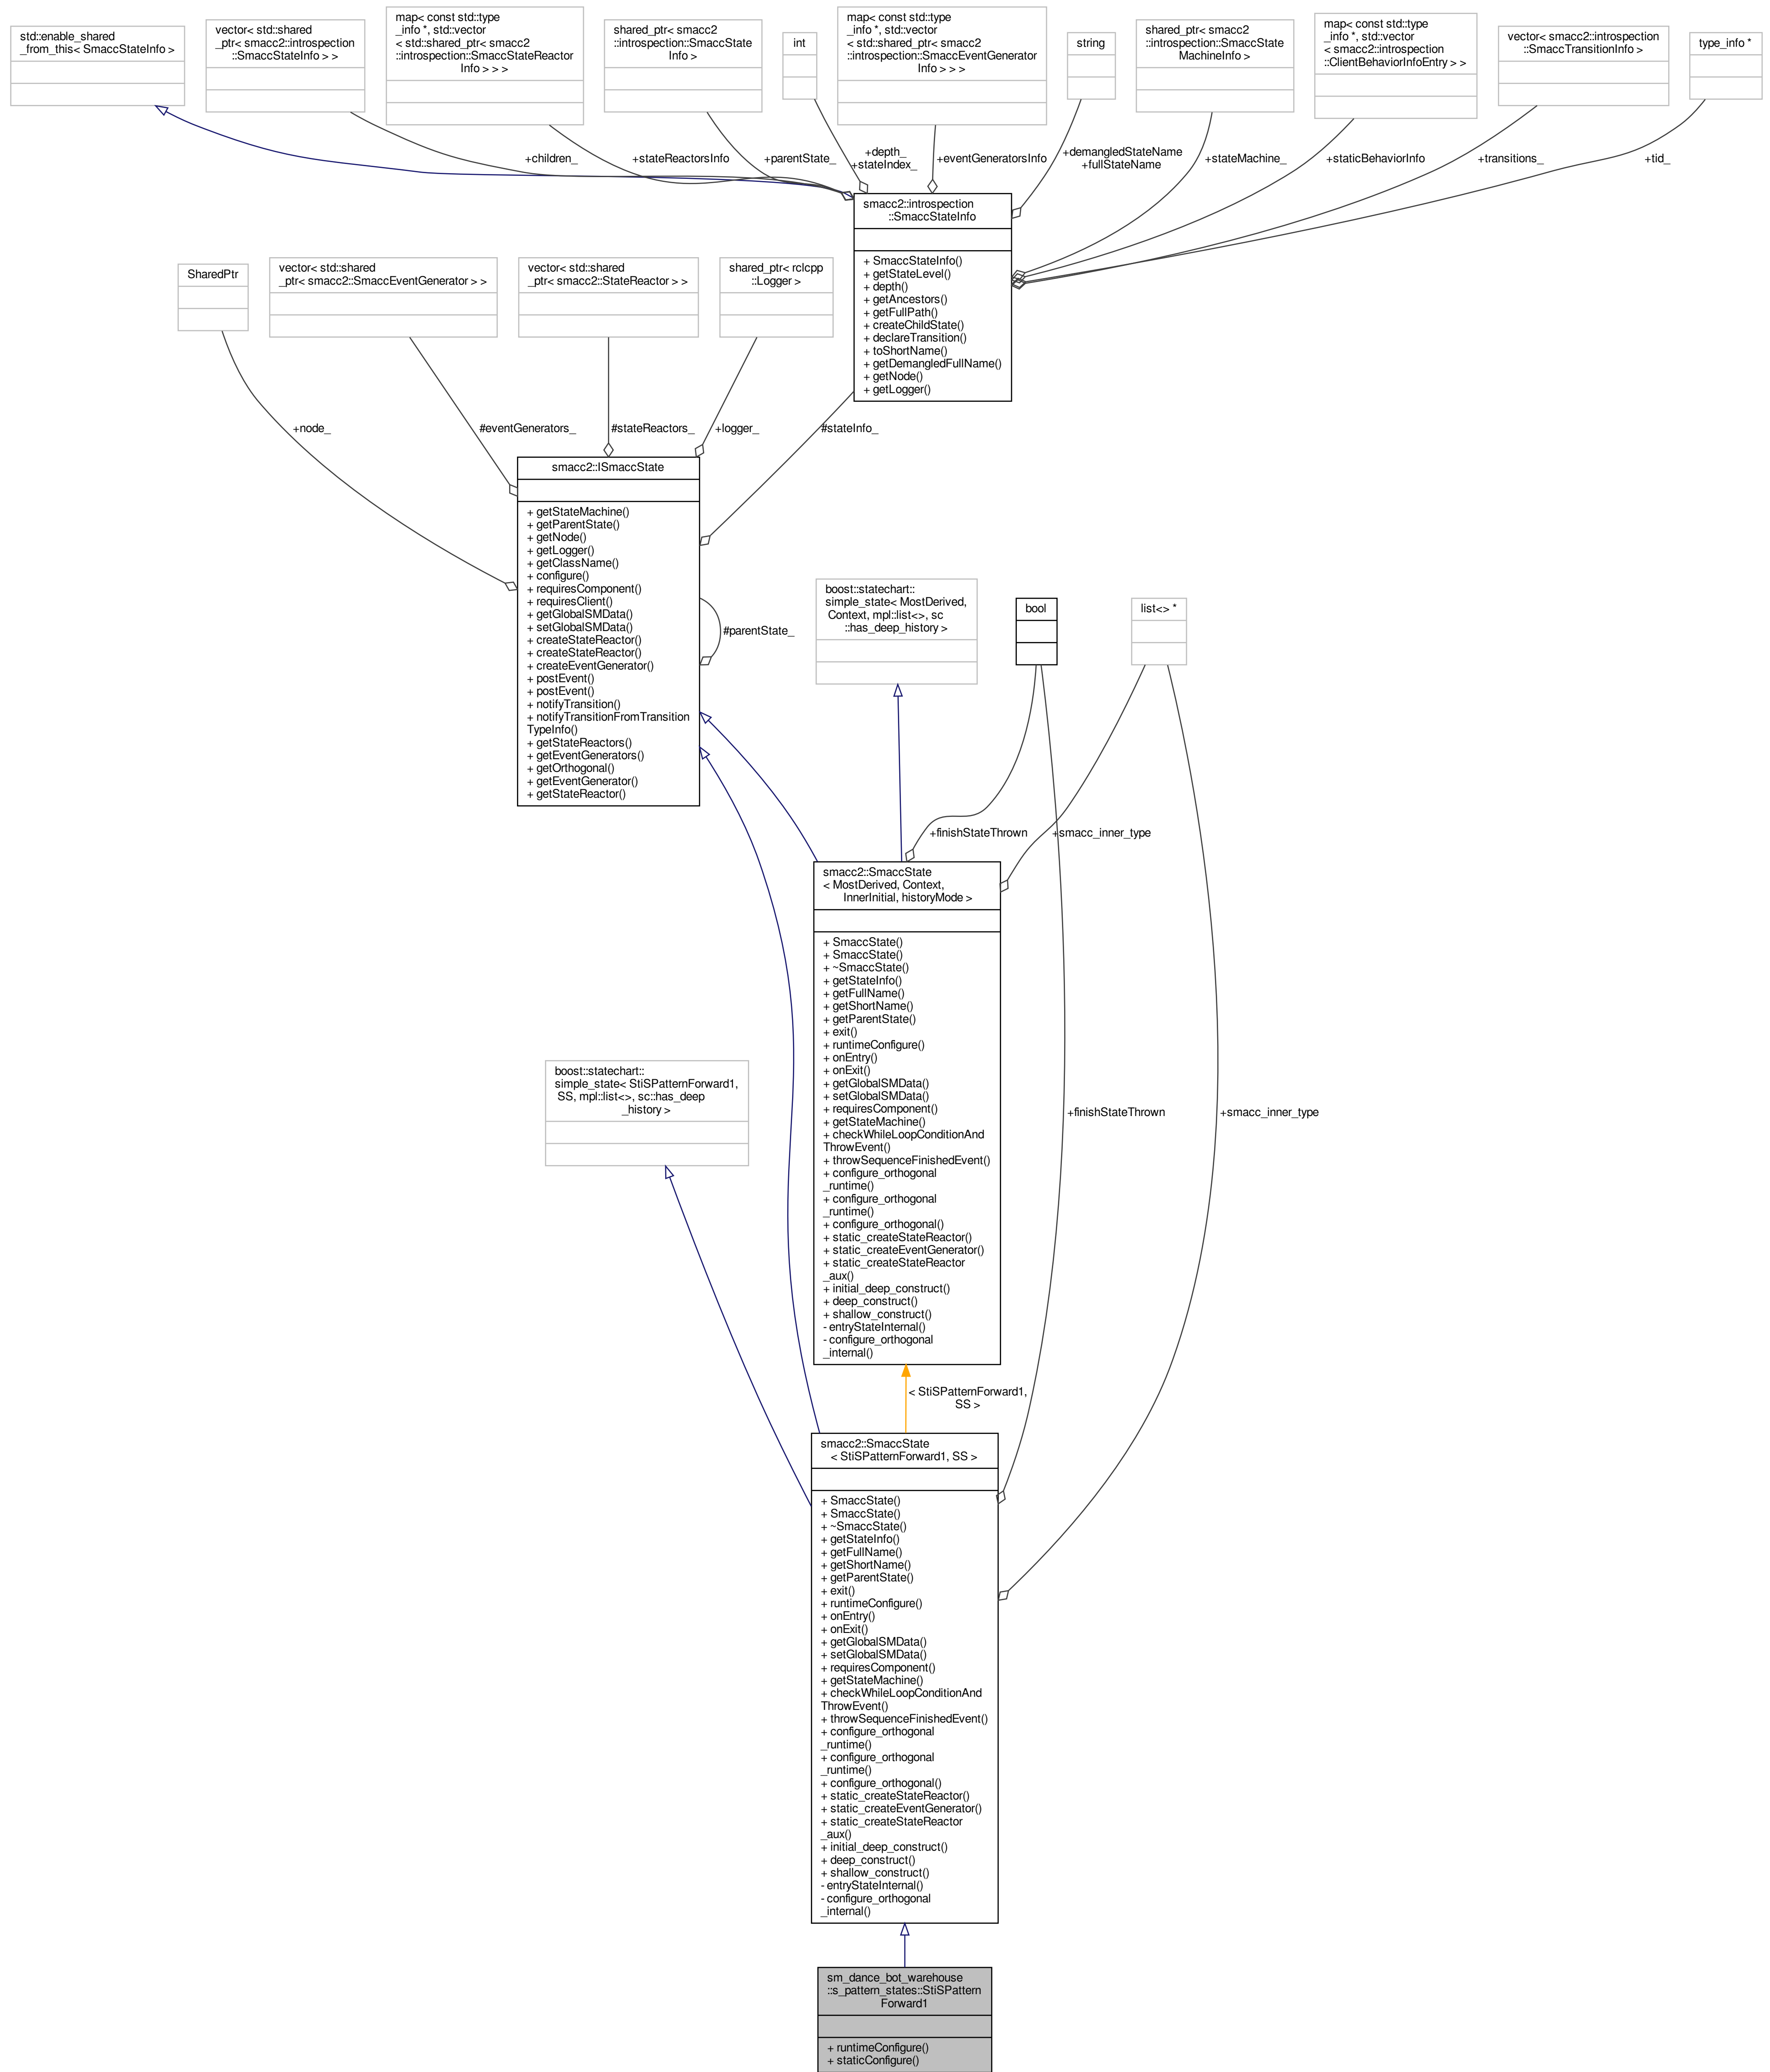 std::enable_shared
_from_this< SmaccStateInfo >
vector< std::shared
_ptr< smacc2::introspection
::SmaccStateInfo > >
map< const std::type
_info *, std::vector
< std::shared_ptr< smacc2
::introspection::SmaccStateReactor
Info > > >
shared_ptr< smacc2
::introspection::SmaccState
Info >
int
map< const std::type
_info *, std::vector
< std::shared_ptr< smacc2
::introspection::SmaccEventGenerator
Info > > >
string
shared_ptr< smacc2
::introspection::SmaccState
MachineInfo >
map< const std::type
_info *, std::vector
< smacc2::introspection
::ClientBehaviorInfoEntry > >
vector< smacc2::introspection
::SmaccTransitionInfo >
type_info *
+children_
+stateReactorsInfo
+parentState_
+depth_
+stateIndex_
+eventGeneratorsInfo
+demangledStateName
+fullStateName
+stateMachine_
+staticBehaviorInfo
+transitions_
+tid_
smacc2::introspection
::SmaccStateInfo
+ SmaccStateInfo()
+ getStateLevel()
+ depth()
+ getAncestors()
+ getFullPath()
+ createChildState()
+ declareTransition()
+ toShortName()
+ getDemangledFullName()
+ getNode()
+ getLogger()
SharedPtr
vector< std::shared
_ptr< smacc2::SmaccEventGenerator > >
vector< std::shared
_ptr< smacc2::StateReactor > >
shared_ptr< rclcpp
::Logger >
+node_
#eventGenerators_
#stateReactors_
+logger_
#stateInfo_
smacc2::ISmaccState
+ getStateMachine()
+ getParentState()
+ getNode()
+ getLogger()
+ getClassName()
+ configure()
+ requiresComponent()
+ requiresClient()
+ getGlobalSMData()
+ setGlobalSMData()
+ createStateReactor()
+ createStateReactor()
+ createEventGenerator()
+ postEvent()
+ postEvent()
+ notifyTransition()
+ notifyTransitionFromTransition
TypeInfo()
+ getStateReactors()
+ getEventGenerators()
+ getOrthogonal()
+ getEventGenerator()
+ getStateReactor()
#parentState_
boost::statechart::
simple_state< MostDerived,
Context, mpl::list<>, sc
::has_deep_history >
bool
list<> *
+finishStateThrown
+smacc_inner_type
smacc2::SmaccState
< MostDerived, Context,
InnerInitial, historyMode >
+ SmaccState()
+ SmaccState()
+ ~SmaccState()
+ getStateInfo()
+ getFullName()
+ getShortName()
+ getParentState()
+ exit()
+ runtimeConfigure()
+ onEntry()
+ onExit()
+ getGlobalSMData()
+ setGlobalSMData()
+ requiresComponent()
+ getStateMachine()
+ checkWhileLoopConditionAnd
ThrowEvent()
+ throwSequenceFinishedEvent()
+ configure_orthogonal
_runtime()
+ configure_orthogonal
_runtime()
+ configure_orthogonal()
+ static_createStateReactor()
+ static_createEventGenerator()
+ static_createStateReactor
_aux()
+ initial_deep_construct()
+ deep_construct()
+ shallow_construct()
- entryStateInternal()
- configure_orthogonal
_internal()
boost::statechart::
simple_state< StiSPatternForward1,
SS, mpl::list<>, sc::has_deep
_history >
+finishStateThrown
+smacc_inner_type
< StiSPatternForward1,
SS >
smacc2::SmaccState
< StiSPatternForward1, SS >
+ SmaccState()
+ SmaccState()
+ ~SmaccState()
+ getStateInfo()
+ getFullName()
+ getShortName()
+ getParentState()
+ exit()
+ runtimeConfigure()
+ onEntry()
+ onExit()
+ getGlobalSMData()
+ setGlobalSMData()
+ requiresComponent()
+ getStateMachine()
+ checkWhileLoopConditionAnd
ThrowEvent()
+ throwSequenceFinishedEvent()
+ configure_orthogonal
_runtime()
+ configure_orthogonal
_runtime()
+ configure_orthogonal()
+ static_createStateReactor()
+ static_createEventGenerator()
+ static_createStateReactor
_aux()
+ initial_deep_construct()
+ deep_construct()
+ shallow_construct()
- entryStateInternal()
- configure_orthogonal
_internal()
sm_dance_bot_warehouse
::s_pattern_states::StiSPattern
Forward1
+ runtimeConfigure()
+ staticConfigure()